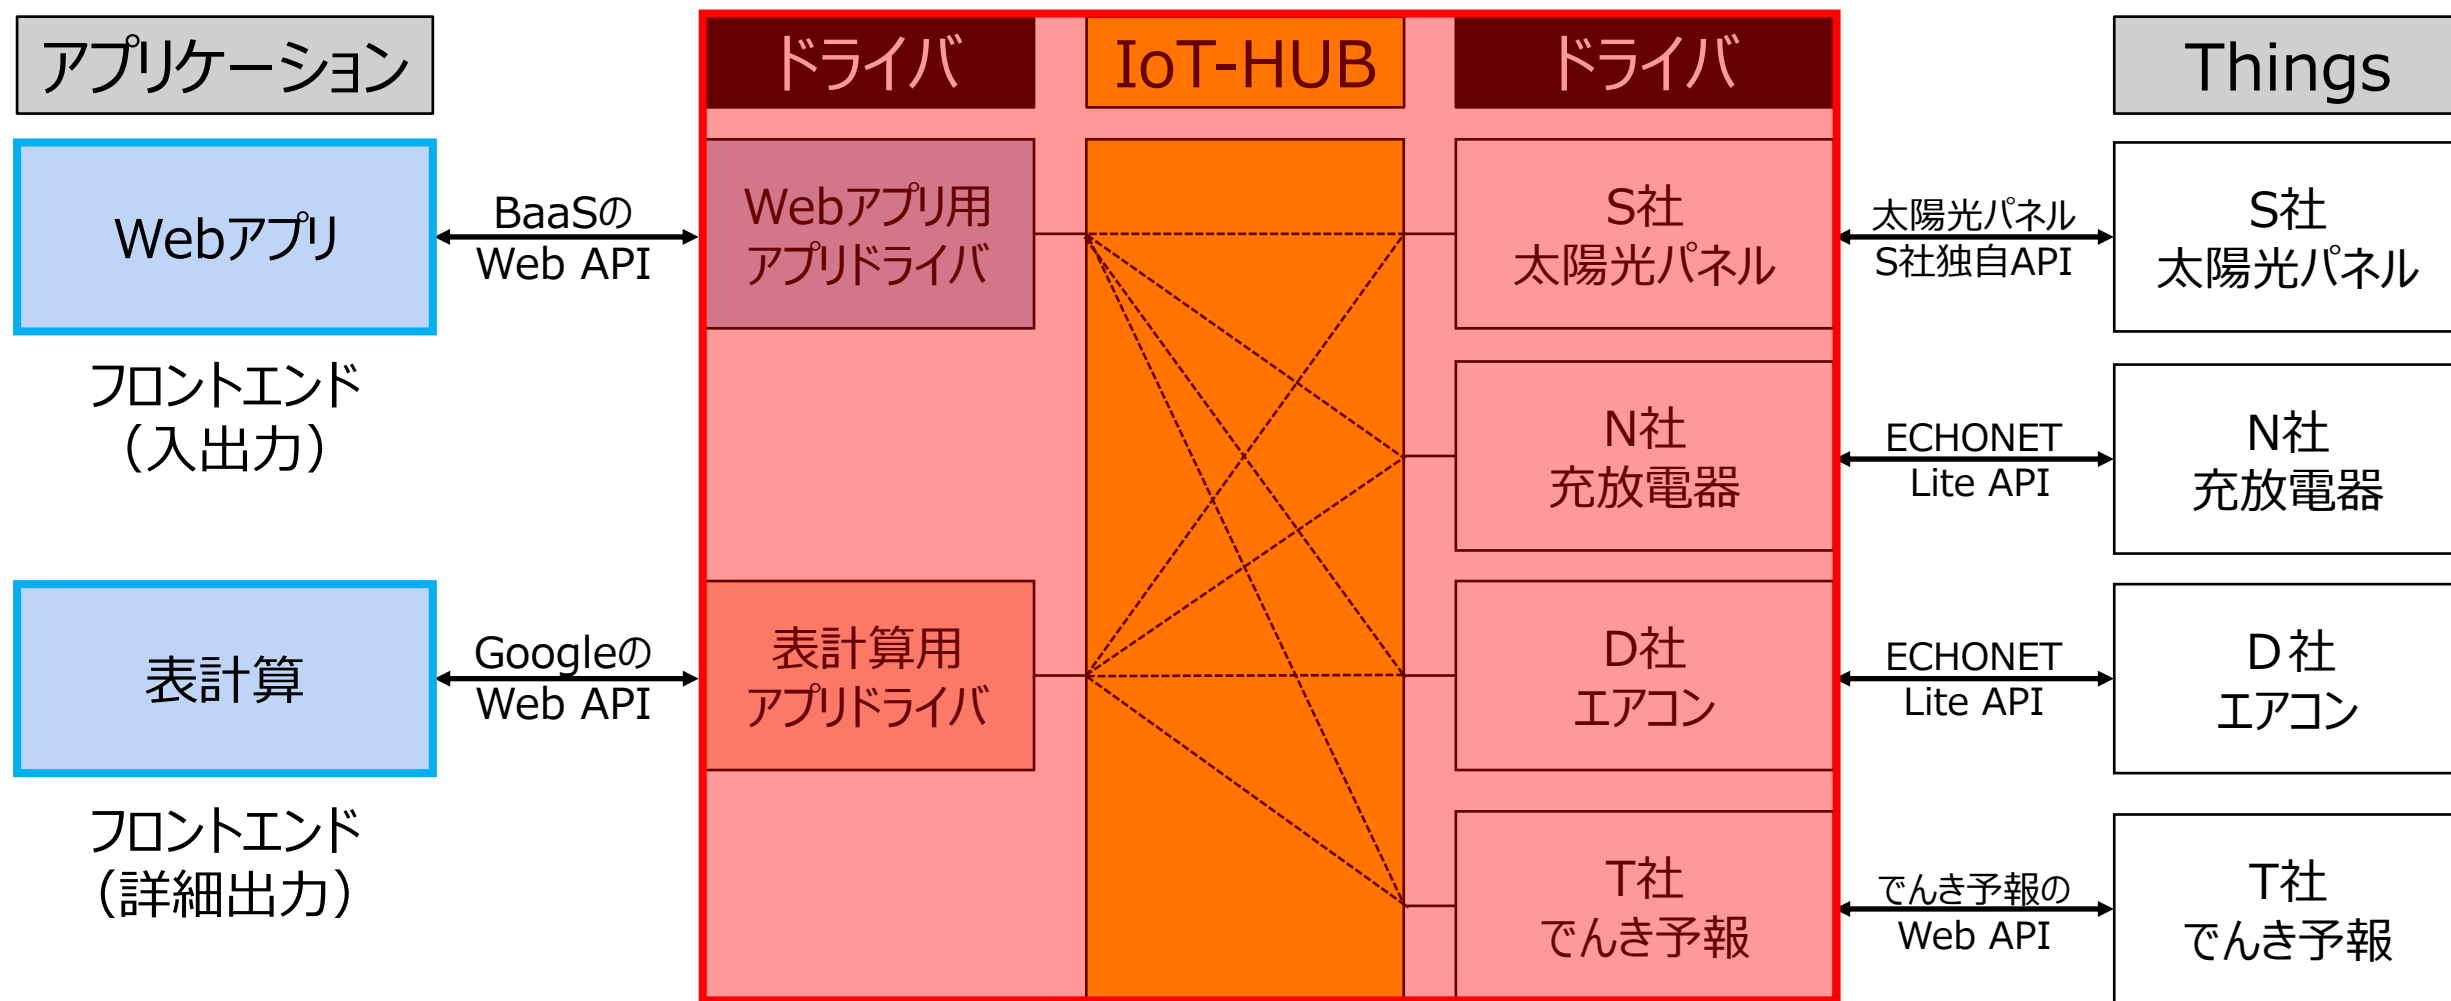 アプリケーション
ドライバ
IoT-HUB
ドライバ
Things
Webアプリ
BaaSの
Web API
Webアプリ用
アプリドライバ
S社
太陽光パネル
太陽光パネル
S社独自API
S社
太陽光パネル
フロントエンド
（入出力）
N社
充放電器
ECHONET
Lite API
N社
充放電器
表計算
Googleの
Web API
表計算用
アプリドライバ
D社
エアコン
ECHONET
Lite API
Ｄ社
エアコン
フロントエンド
（詳細出力）
T社
でんき予報
でんき予報の
Web API
T社
でんき予報